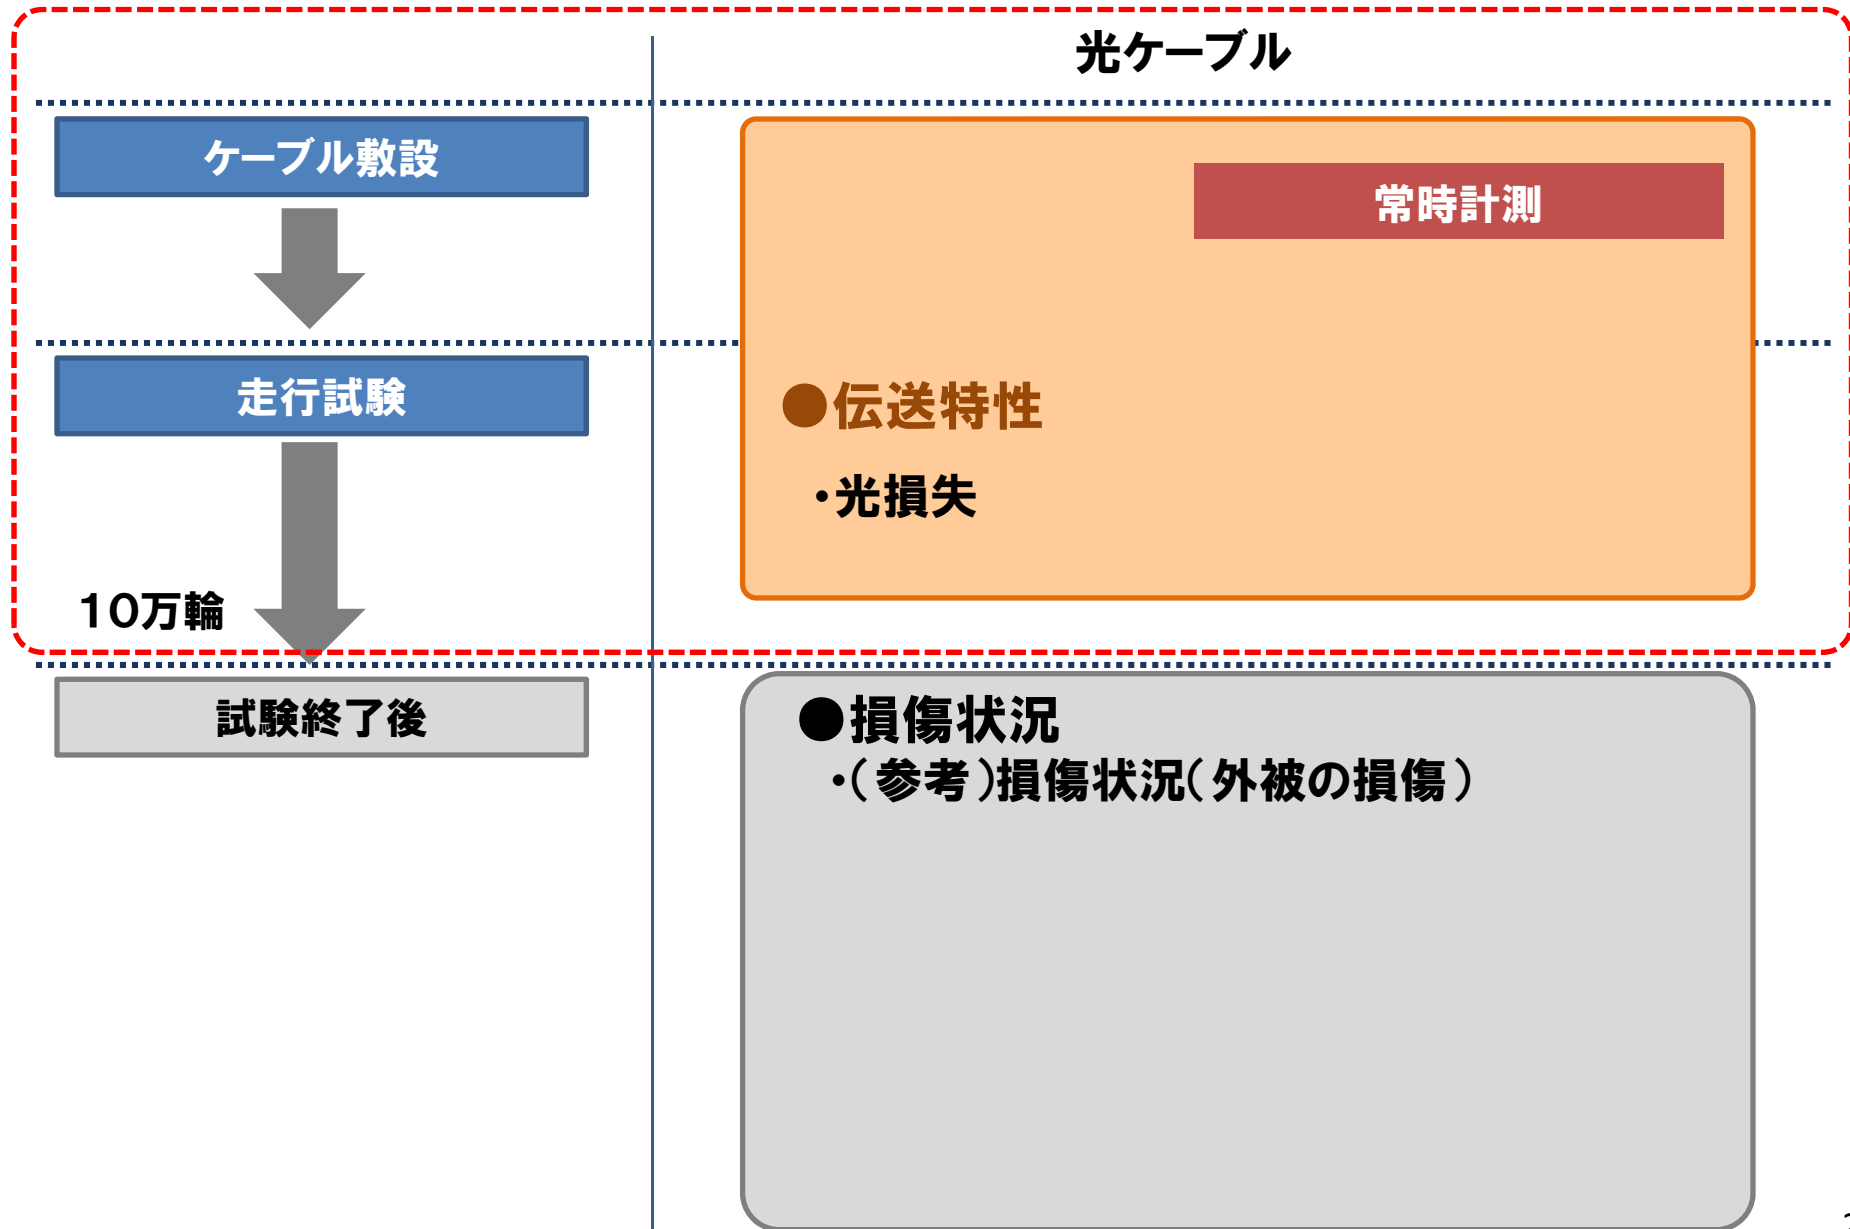 光ケーブル
ケーブル敷設
常時計測
走行試験
●伝送特性
・光損失
10万輪
試験終了後
●損傷状況
・(参考)損傷状況(外被の損傷)